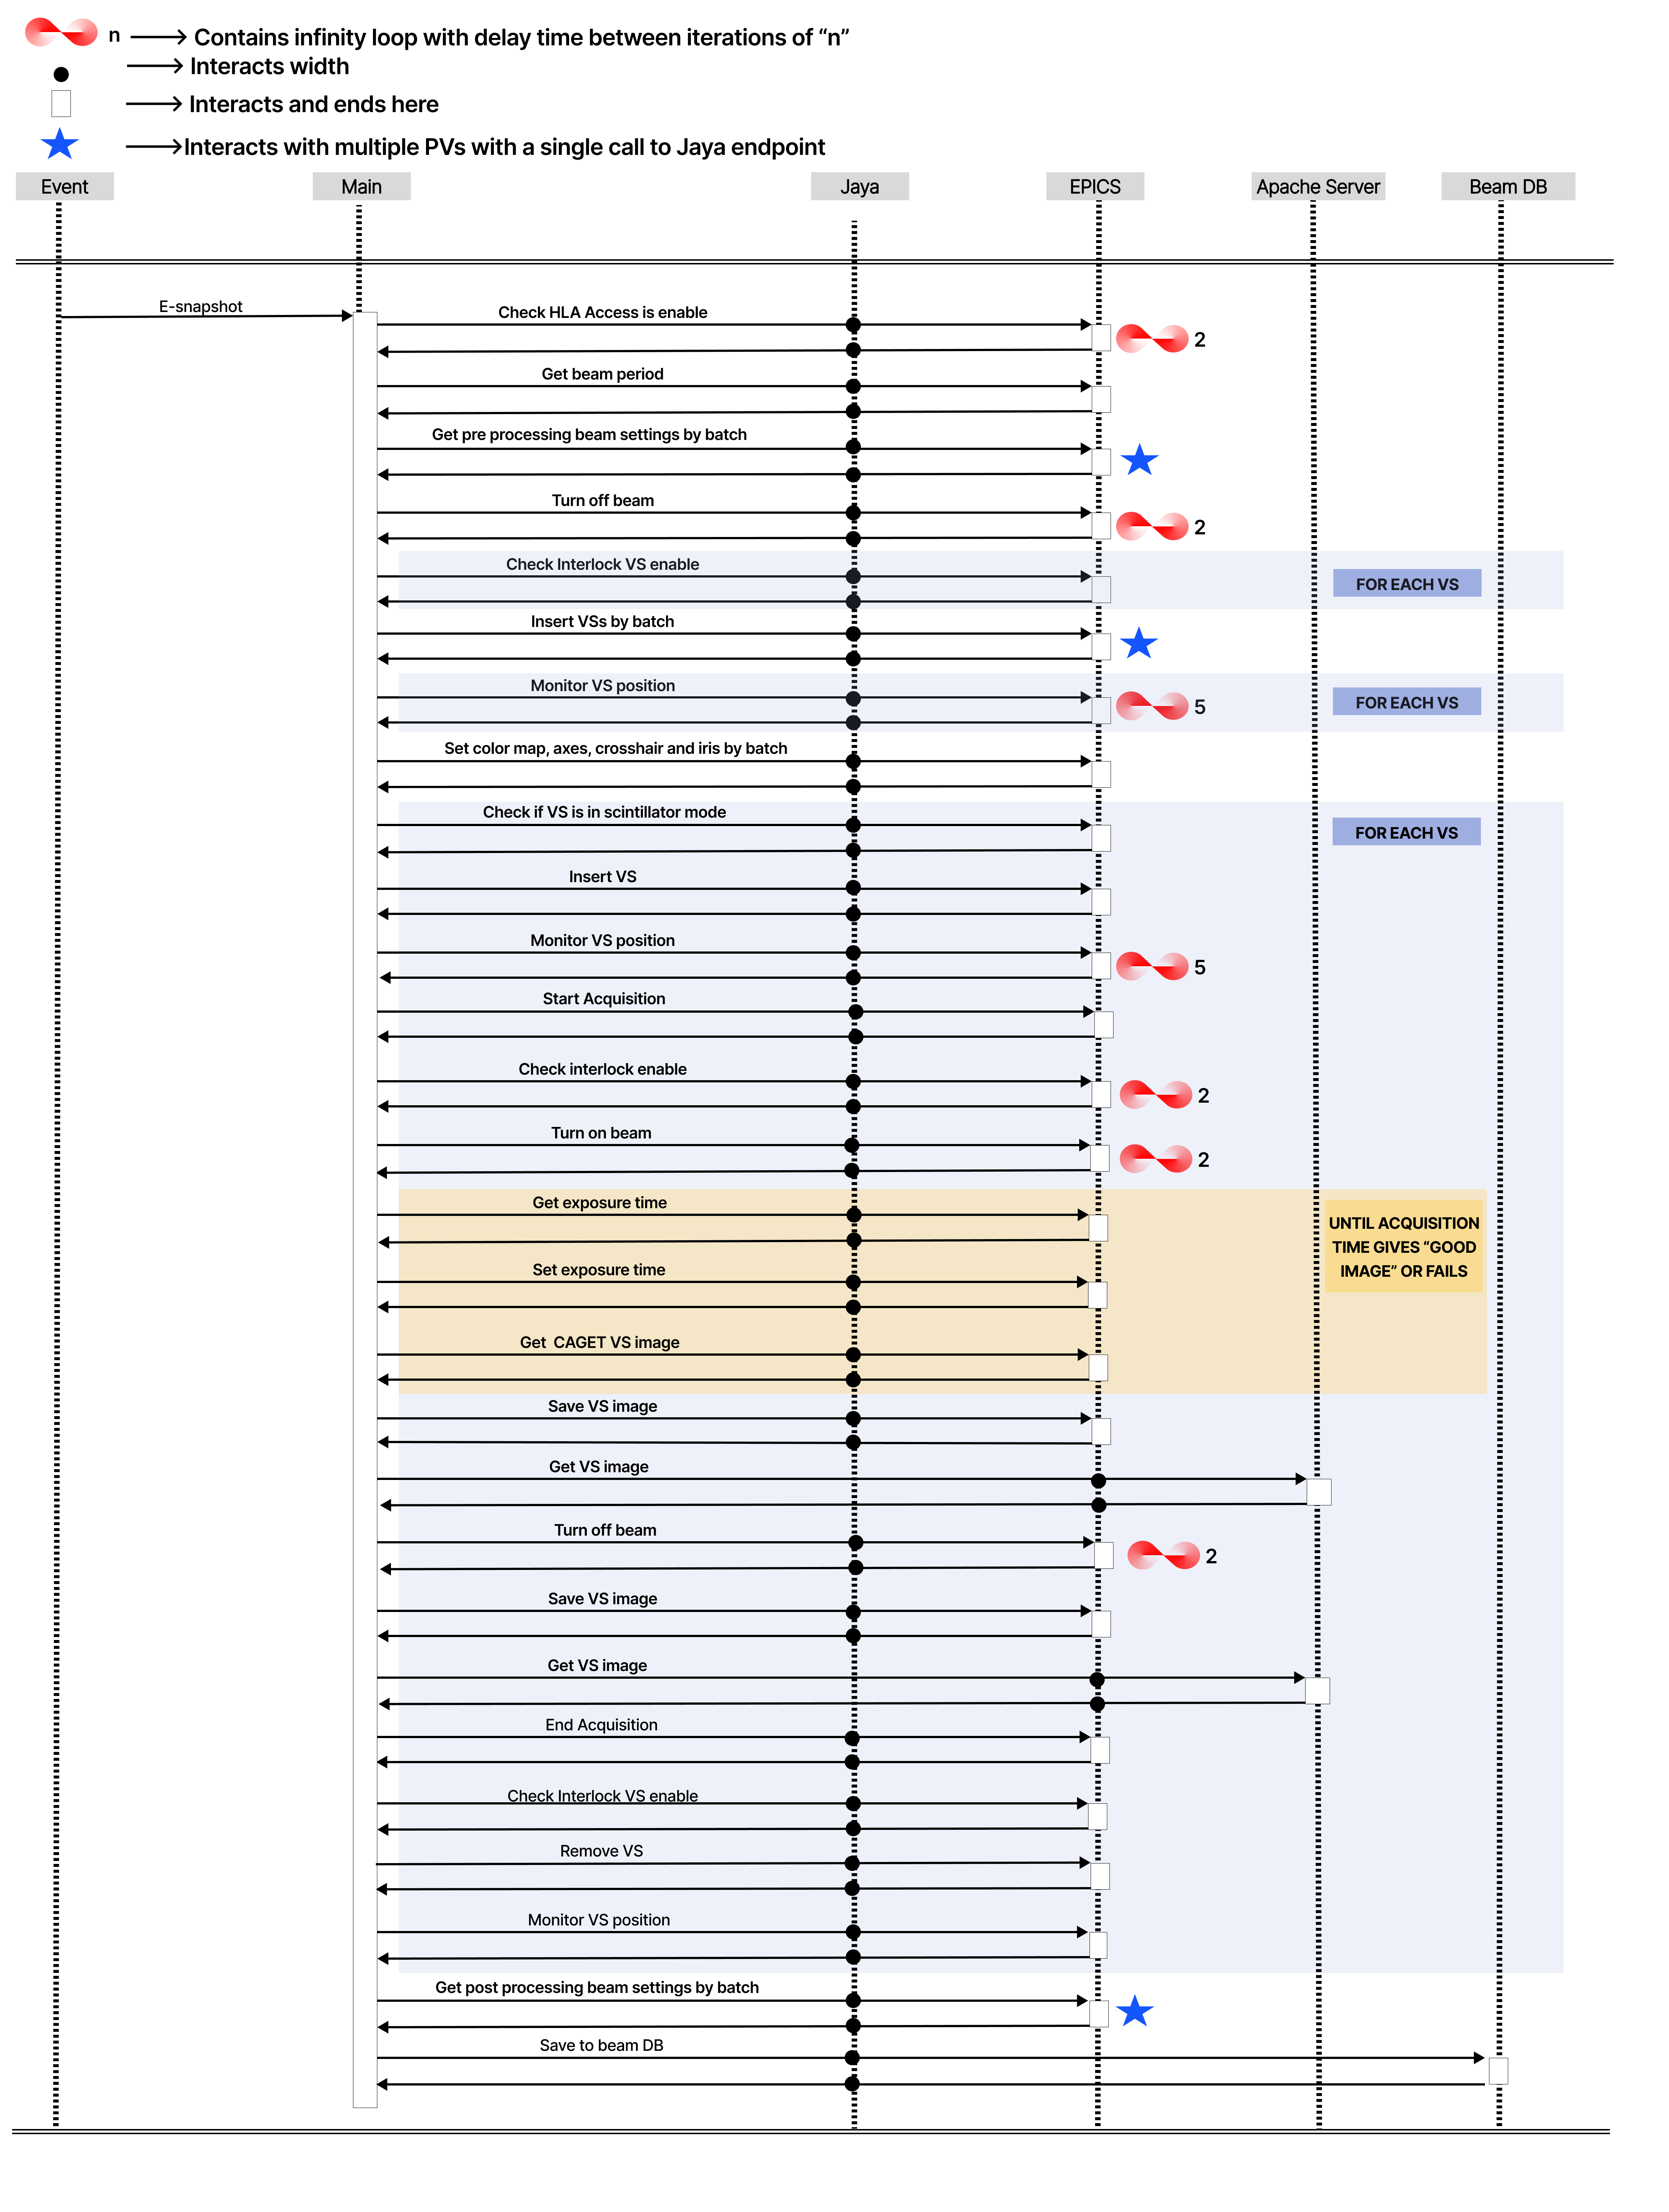 n Contains infinity loop with delay time between iterations of “n”
Interacts width
Interacts and ends here
Interacts with multiple PVs with a single call to Jaya endpoint
Event Main Jaya EPICS Apache Server Beam DB
E-snapshot
Check HLA Access is enable
2
Get beam period
Get pre processing beam settings by batch
Turn off beam
2
Check Interlock VS enable
FOR EACH VS
Insert VSs by batch
Monitor VS position
5
FOR EACH VS
Set color map, axes, crosshair and iris by batch
Check if VS is in scintillator mode
FOR EACH VS
Insert VS
Monitor VS position
5
Start Acquisition
Check interlock enable
2
Turn on beam
2
Get exposure time
UNTIL ACQUISITION
TIME GIVES “GOOD
IMAGE” OR FAILS
Set exposure time
Get CAGET VS image
Save VS image
Get VS image
Turn off beam
2
Save VS image
Get VS image
End Acquisition
Check Interlock VS enable
Remove VS
Monitor VS position
Get post processing beam settings by batch
Save to beam DB